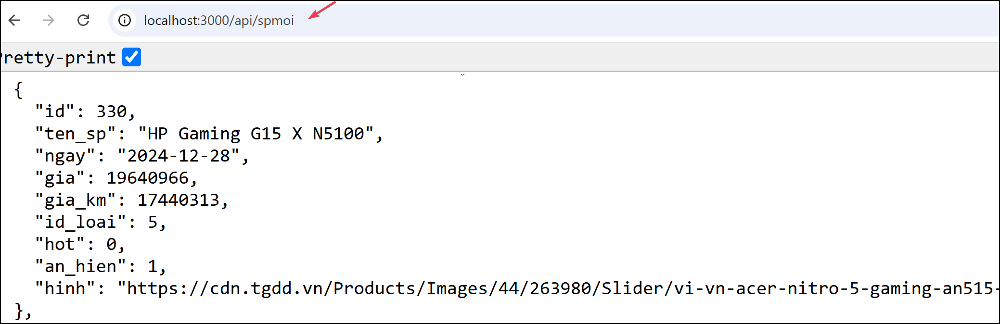 localhost:3000/api/spmoi
Pretty-print
{
"id": 330,
"ten_sp": "HP Gaming G15 X N5100",
"ngay": "2024-12-28",
"gia": 19640966,
"gia_km": 17440313,
"id_loai": 5,
"hot": 0,
"an_hien": 1,
"hinh": "https://cdn.tgdd.vn/Products/Images/44/263980/Slider/vi-vn-acer-nitro-5-gaming-an515-
},